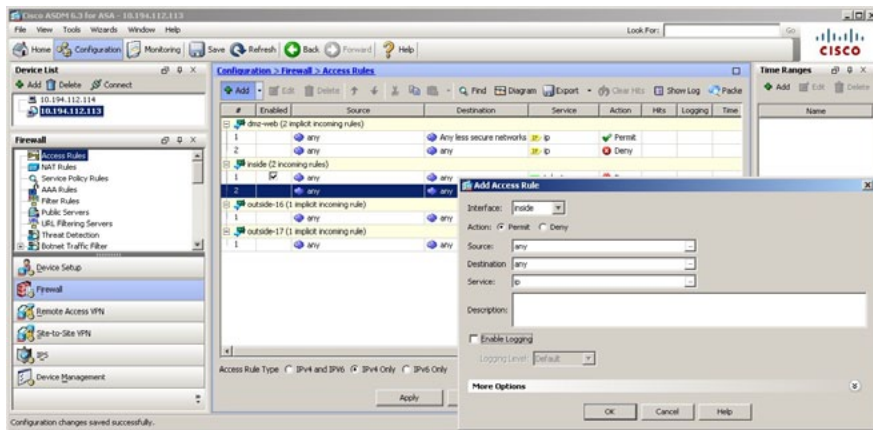 Cisco ASDM 6.3 for ASA - 10.194.112.113
File View Tools Wizards Window Help
Look For:
Go
Home Configuration Monitoring Save Refresh Back Forward Help
CISCO
Device List
Add Delete Connect
10.194.112.114
10.194.112.113
Firewall
Access Rules
NAT Rules
Service Policy Rules
AAA Rules
Filter Rules
Public Servers
URL Filtering Servers
Threat Detection
Botnet Traffic Filter
Device Setup
Firewall
Remote Access VPN
Site-to-Site VPN
IPS
Device Management
Configuration > Firewall > Access Rules
Add Edit Delete Find Diagram Export Clear Hits Show Log Packe
# Enabled Source Destination Service Action Hits Logging Time
dmz-web (2 implicit incoming rules)
1 any Any less secure networks ip Permit
2 any any ip Deny
inside (2 incoming rules)
1 any any
2 any any
outside-16 (1 implicit incoming rule)
1 any any
outside-17 (1 implicit incoming rule)
1 any any
Access Rule Type IPv4 and IPv6 IPv4 Only IPv6 Only
Apply
Time Ranges
Add Edit Delete
Name
Add Access Rule
Interface: inside
Action: Permit Deny
Source: any
Destination any
Service: ip
Description:
Enable Logging
Logging Level: Default
More Options
OK Cancel Help
Configuration changes saved successfully.